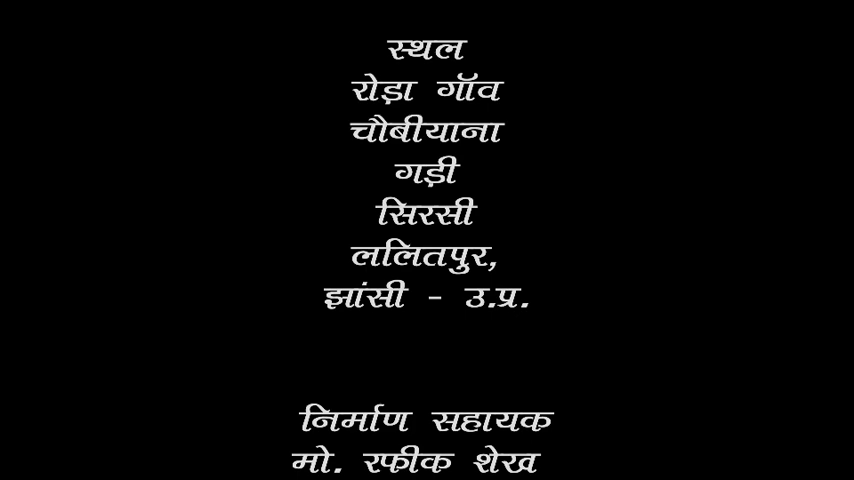 स्थल
रोड़ा गॉव
चौबीयाना
गड़ी
सिरसी
ललितपुर,
झांसी - उ.प्र.
निर्माण सहायक
मो. रफीक शेख